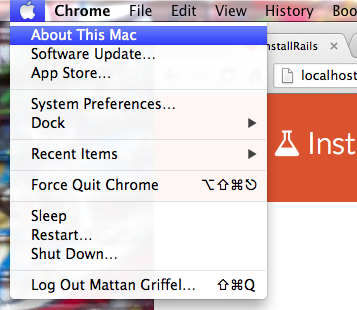 Chrome File Edit View History Boo
About This Mac
Software Update…
App Store…
System Preferences…
Dock
Recent Items
Force Quit Chrome ⌥⇧⌘⎋
Sleep
Restart…
Shut Down…
Log Out Mattan Griffel… ⇧⌘Q
nstallRails
localhost
Inst